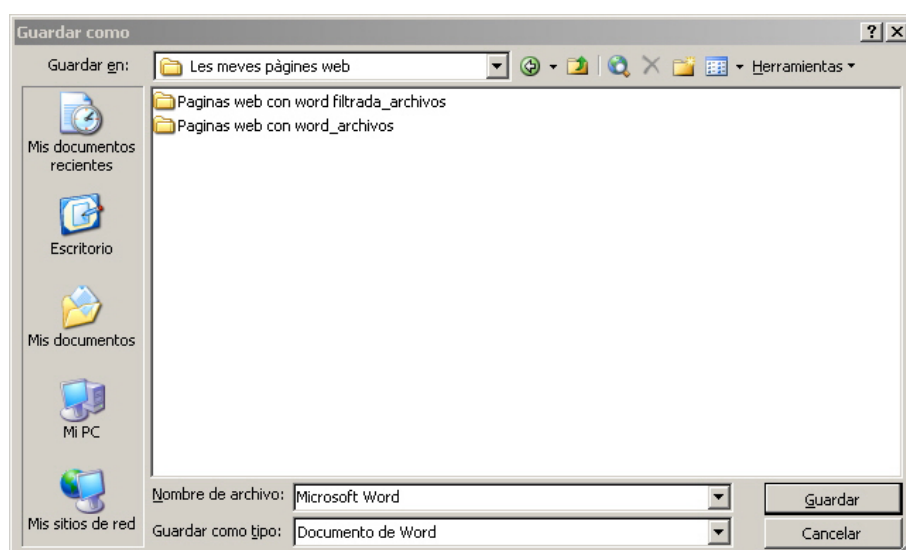 Guardar como
Guardar en:
Les meves pàgines web
Herramientas
Paginas web con word filtrada_archivos
Paginas web con word_archivos
Mis documentos
recientes
Escritorio
Mis documentos
Mi PC
Mis sitios de red
Nombre de archivo:
Microsoft Word
Guardar
Guardar como tipo:
Documento de Word
Cancelar